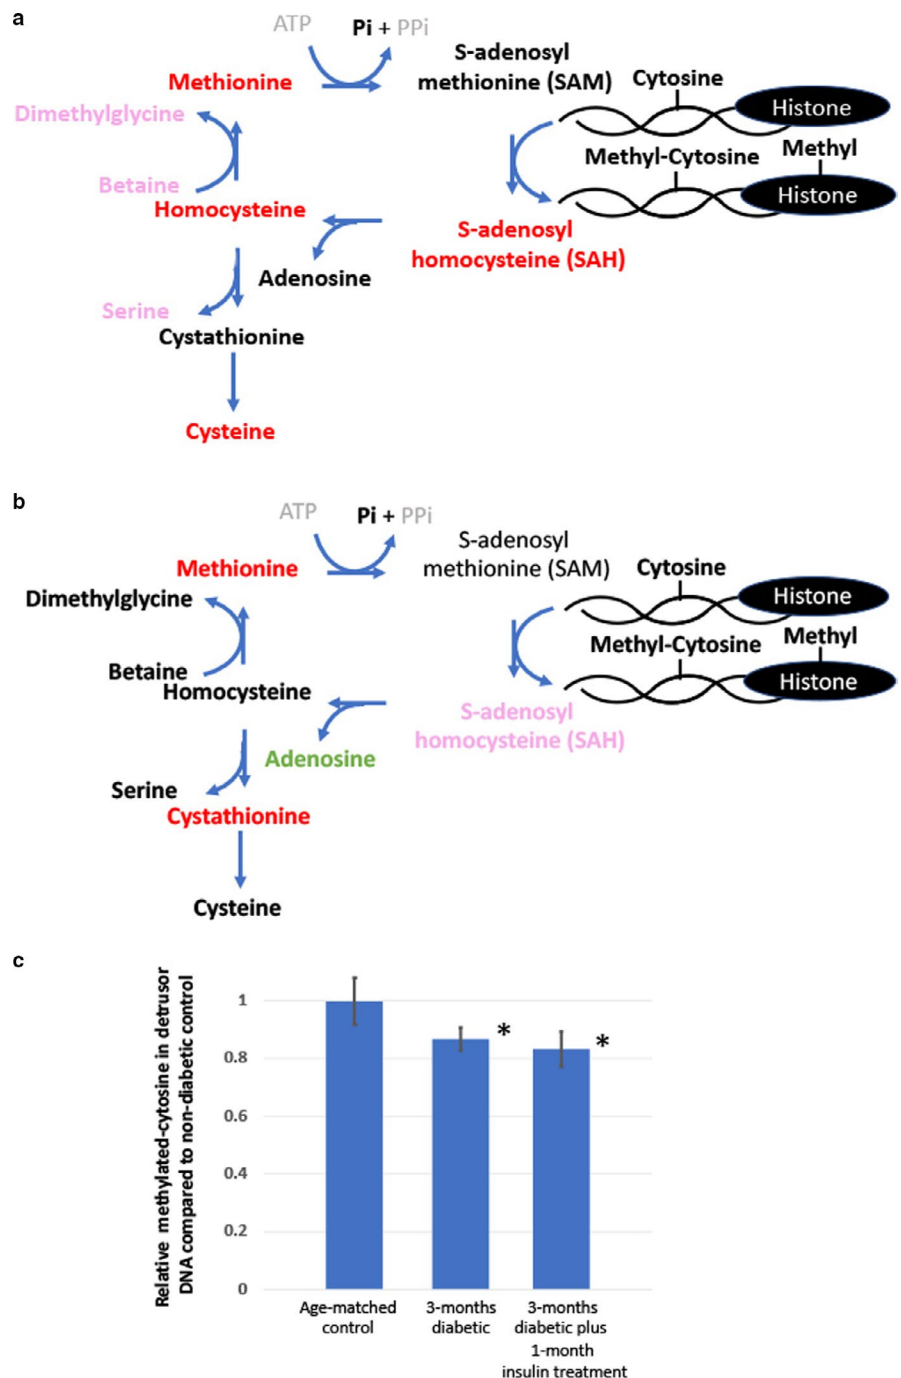 a
ATP
Pi + PPi
S-adenosyl
methionine (SAM)
Methionine
Cytosine
Histone
Dimethylglycine
Methyl-Cytosine
Methyl
Histone
Betaine
Homocysteine
S-adenosyl
homocysteine (SAH)
Adenosine
Serine
Cystathionine
Cysteine
b
ATP
Pi + PPi
S-adenosyl
methionine (SAM)
Methionine
Cytosine
Histone
Dimethylglycine
Methyl-Cytosine
Methyl
Histone
Betaine
Homocysteine
S-adenosyl
homocysteine (SAH)
Adenosine
Serine
Cystathionine
Cysteine
c
Relative methylated-cytosine in detrusor
DNA compared to non-diabetic control
1
0.8
0.6
0.4
0.2
0
*
*
Age-matched
control
3-months
diabetic
3-months
diabetic plus
1-month
insulin treatment